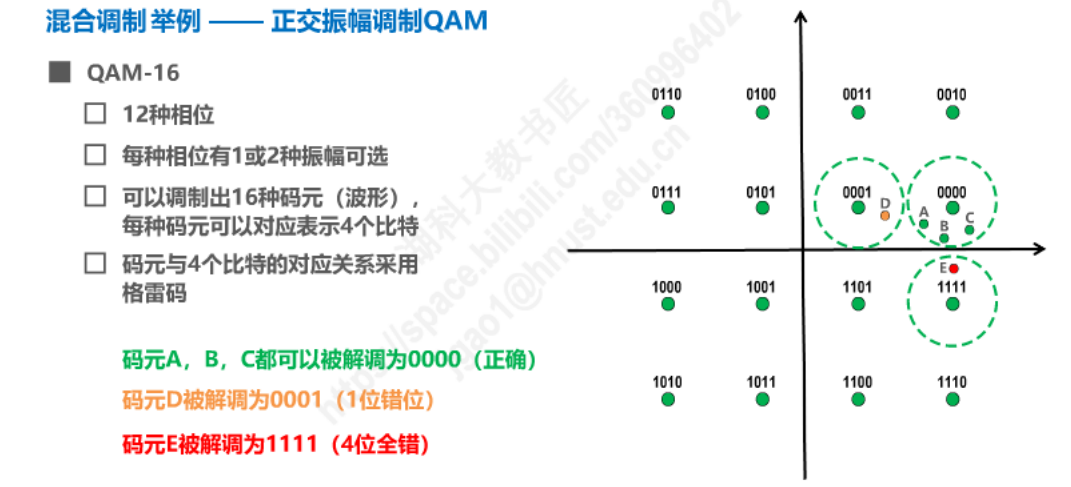 混合调制 举例 —— 正交振幅调制QAM
QAM-16
12种相位
每种相位有1或2种振幅可选
可以调制出16种码元（波形），
每种码元可以对应表示4个比特
码元与4个比特的对应关系采用
格雷码
码元A，B，C都可以被解调为0000（正确）
码元D被解调为0001（1位错位）
码元E被解调为1111（4位全错）
0110 0100 0011 0010
0111 0101 0001 0000
D A B C
E
1000 1001 1101 1111
1010 1011 1100 1110
湖科大教书匠
https://space.bilibili.com/360996402
jgao1@hnust.edu.cn